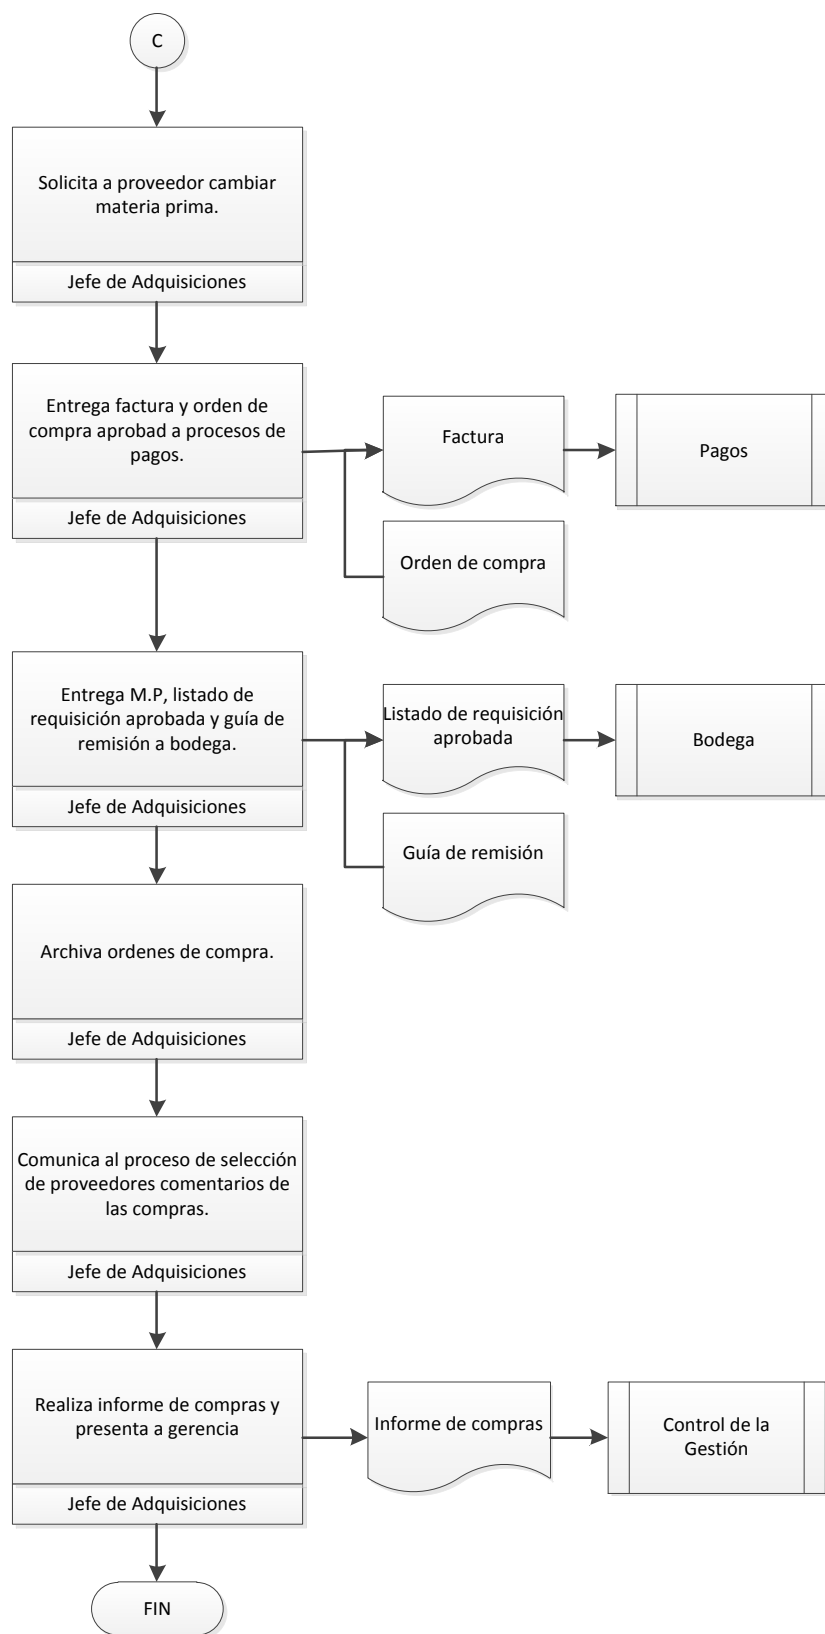 C
Solicita a proveedor cambiar
materia prima.
Jefe de Adquisiciones
Entrega factura y orden de
compra aprobad a procesos de
pagos.
Jefe de Adquisiciones
Factura
Pagos
Orden de compra
Entrega M.P, listado de
requisición aprobada y guía de
remisión a bodega.
Jefe de Adquisiciones
Listado de requisición
aprobada
Bodega
Guía de remisión
Archiva ordenes de compra.
Jefe de Adquisiciones
Comunica al proceso de selección
de proveedores comentarios de
las compras.
Jefe de Adquisiciones
Realiza informe de compras y
presenta a gerencia
Jefe de Adquisiciones
Informe de compras
Control de la
Gestión
FIN